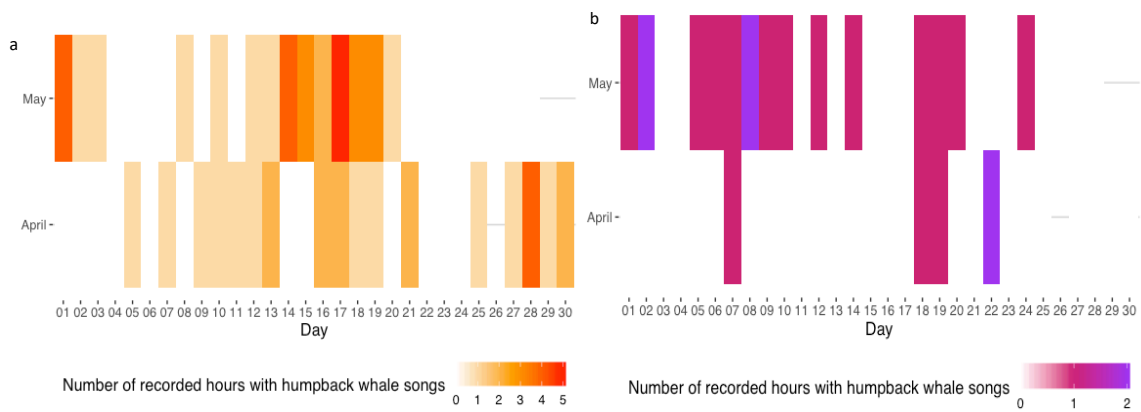 a
May
April
01 02 03 04 05 06 07 08 09 10 11 12 13 14 15 16 17 18 19 20 21 22 23 24 25 26 27 28 29 30
Day
Number of recorded hours with humpback whale songs
0 1 2 3 4 5
b
May
April
01 02 03 04 05 06 07 08 09 10 11 12 13 14 15 16 17 18 19 20 21 22 23 24 25 26 27 28 29 30
Day
Number of recorded hours with humpback whale songs
0 1 2